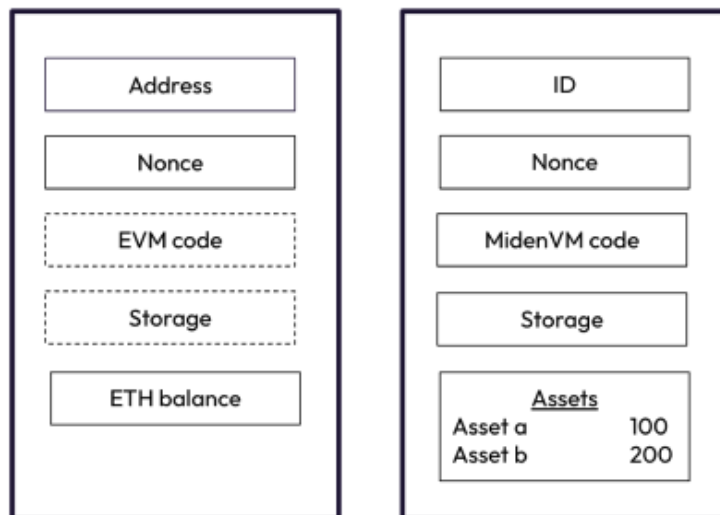 Address
Nonce
EVM code
Storage
ETH balance
ID
Nonce
MidenVM code
Storage
Assets
Asset a 100
Asset b 200